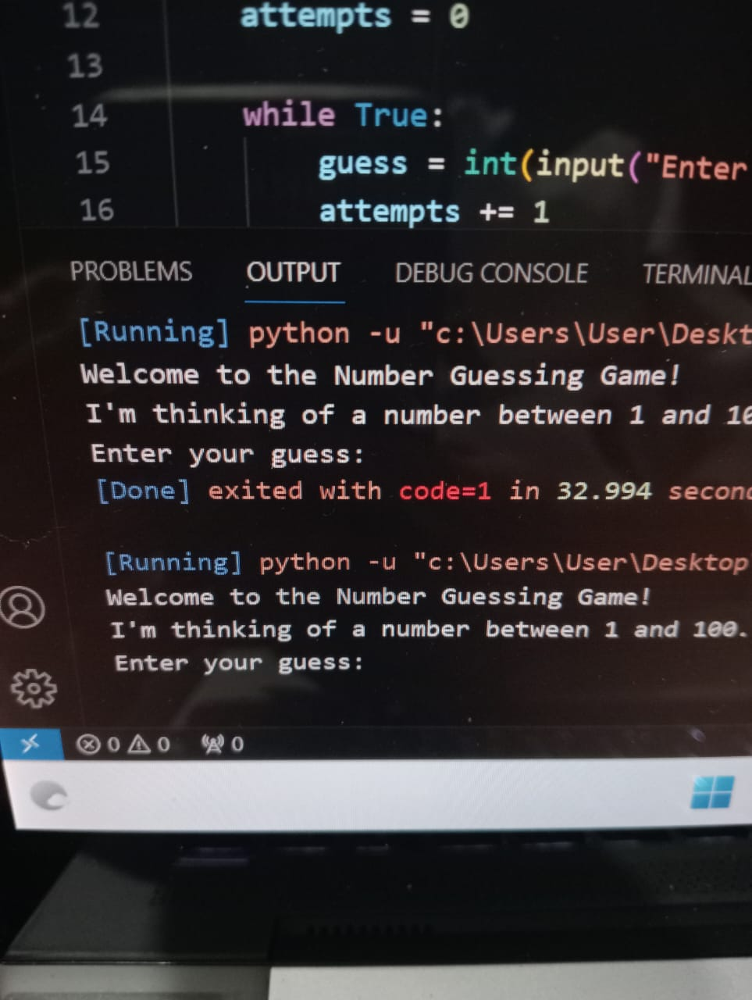 12 attempts = 0
13
14 while True:
15 guess = int(input("Enter
16 attempts += 1
PROBLEMS OUTPUT DEBUG CONSOLE TERMINAL
[Running] python -u "c:\Users\User\Deskt
Welcome to the Number Guessing Game!
I'm thinking of a number between 1 and 10
Enter your guess:
[Done] exited with code=1 in 32.994 second
[Running] python -u "c:\Users\User\Desktop
Welcome to the Number Guessing Game!
I'm thinking of a number between 1 and 100.
Enter your guess:
0 0 0